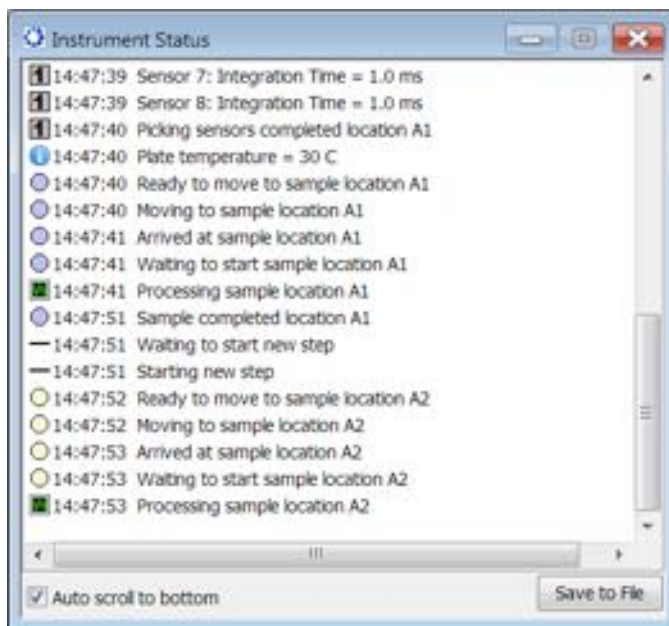 Instrument Status
14:47:39 Sensor 7: Integration Time = 1.0 ms
14:47:39 Sensor 8: Integration Time = 1.0 ms
14:47:40 Picking sensors completed location A1
14:47:40 Plate temperature = 30 C
14:47:40 Ready to move to sample location A1
14:47:40 Moving to sample location A1
14:47:41 Arrived at sample location A1
14:47:41 Waiting to start sample location A1
14:47:41 Processing sample location A1
14:47:51 Sample completed location A1
14:47:51 Waiting to start new step
14:47:51 Starting new step
14:47:52 Ready to move to sample location A2
14:47:52 Moving to sample location A2
14:47:53 Arrived at sample location A2
14:47:53 Waiting to start sample location A2
14:47:53 Processing sample location A2
Auto scroll to bottom
Save to File